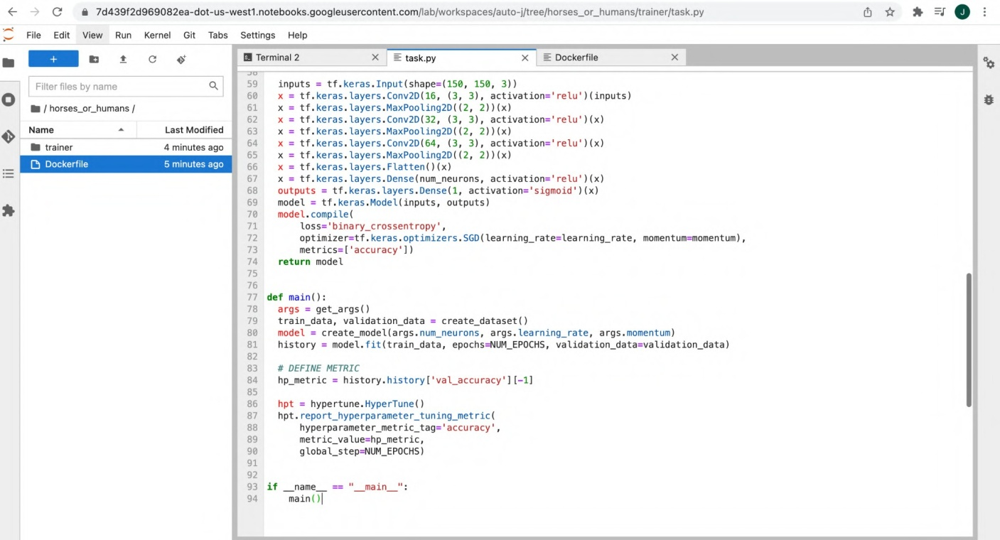 7d439f2d969082ea-dot-us-west1.notebooks.googleusercontent.com/lab/workspaces/auto-j/tree/horses_or_humans/trainer/task.py
J
File Edit View Run Kernel Git Tabs Settings Help
+
Filter files by name
/ horses_or_humans /
Name Last Modified
trainer 4 minutes ago
Dockerfile 5 minutes ago
Terminal 2 task.py Dockerfile
58
59 inputs = tf.keras.Input(shape=(150, 150, 3))
60 x = tf.keras.layers.Conv2D(16, (3, 3), activation='relu')(inputs)
61 x = tf.keras.layers.MaxPooling2D((2, 2))(x)
62 x = tf.keras.layers.Conv2D(32, (3, 3), activation='relu')(x)
63 x = tf.keras.layers.MaxPooling2D((2, 2))(x)
64 x = tf.keras.layers.Conv2D(64, (3, 3), activation='relu')(x)
65 x = tf.keras.layers.MaxPooling2D((2, 2))(x)
66 x = tf.keras.layers.Flatten()(x)
67 x = tf.keras.layers.Dense(num_neurons, activation='relu')(x)
68 outputs = tf.keras.layers.Dense(1, activation='sigmoid')(x)
69 model = tf.keras.Model(inputs, outputs)
70 model.compile(
71 loss='binary_crossentropy',
72 optimizer=tf.keras.optimizers.SGD(learning_rate=learning_rate, momentum=momentum),
73 metrics=['accuracy'])
74 return model
75
76
77 def main():
78 args = get_args()
79 train_data, validation_data = create_dataset()
80 model = create_model(args.num_neurons, args.learning_rate, args.momentum)
81 history = model.fit(train_data, epochs=NUM_EPOCHS, validation_data=validation_data)
82
83 # DEFINE METRIC
84 hp_metric = history.history['val_accuracy'][-1]
85
86 hpt = hypertune.HyperTune()
87 hpt.report_hyperparameter_tuning_metric(
88 hyperparameter_metric_tag='accuracy',
89 metric_value=hp_metric,
90 global_step=NUM_EPOCHS)
91
92
93 if __name__ == "__main__":
94 main()